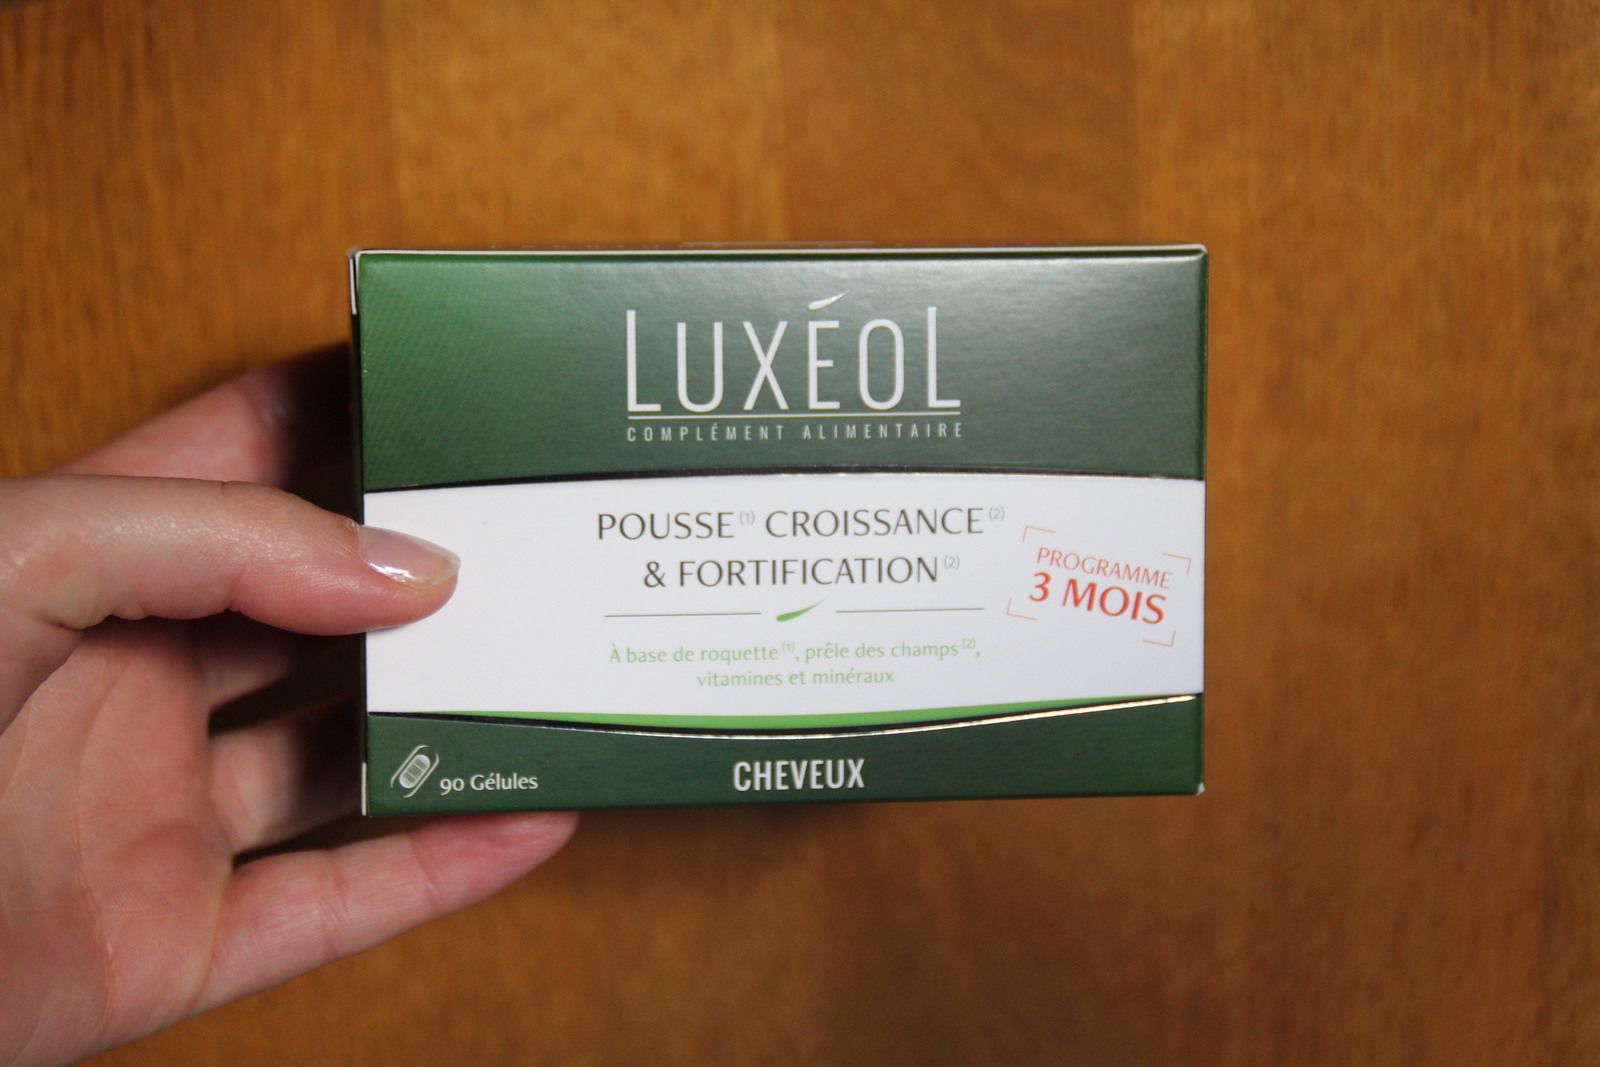 LUXÉOL
COMPLÉMENT ALIMENTAIRE
POUSSE(1) CROISSANCE(2)
& FORTIFICATION(2)
PROGRAMME
3 MOIS
À base de roquette(1), prêle des champs(2),
vitamines et minéraux
90 Gélules
CHEVEUX